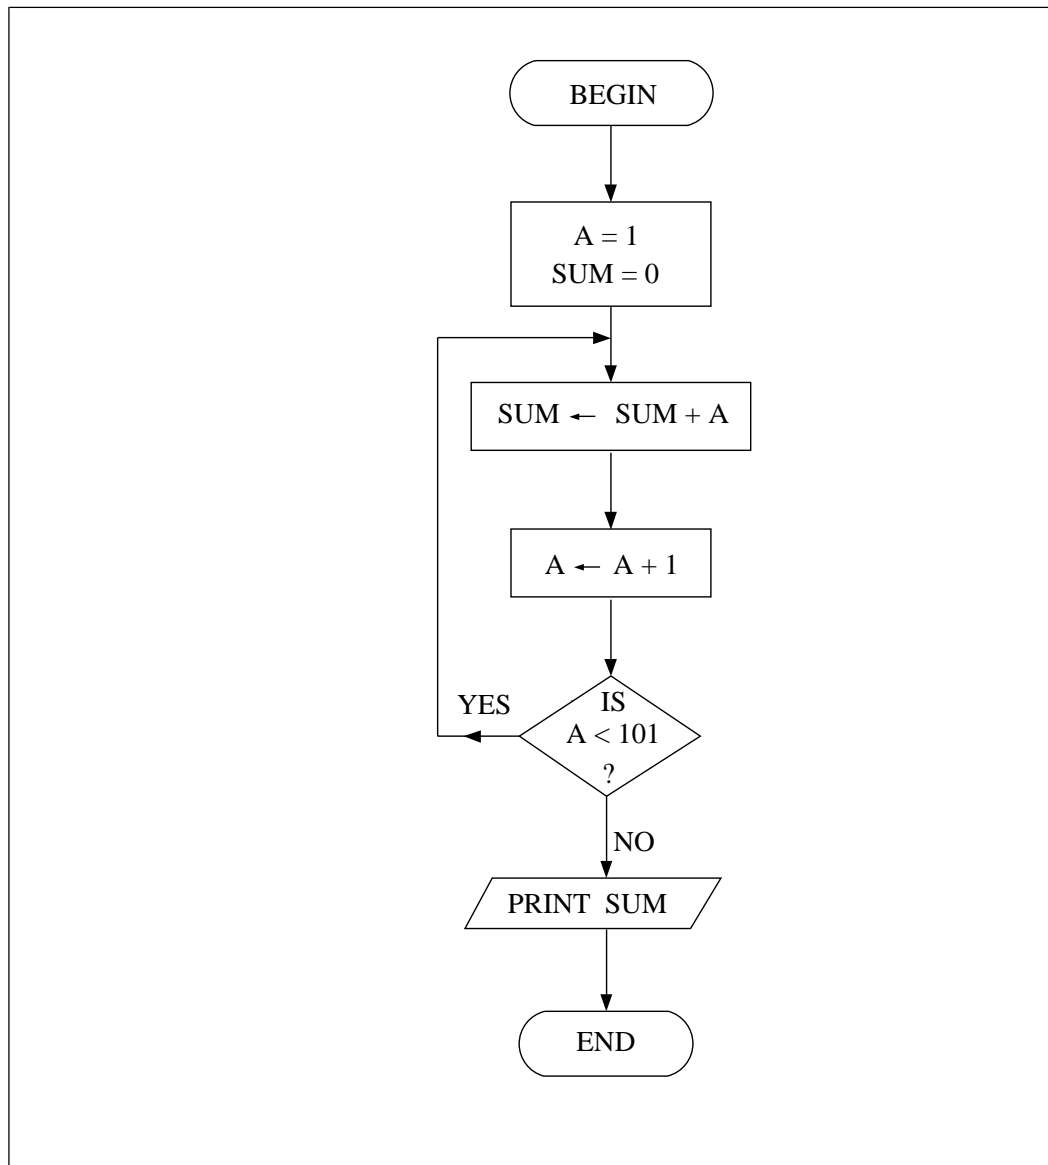 BEGIN
A = 1
SUM = 0
SUM ← SUM + A
A ← A + 1
IS
A < 101
?
YES
NO
PRINT SUM
END